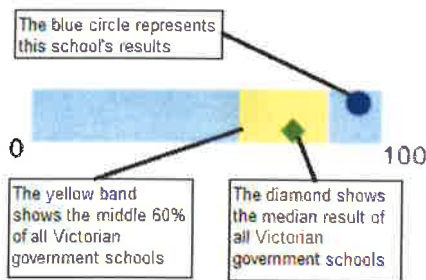 The blue circle represents
this school's results
0
100
The yellow band
shows the middle 60%
of all Victorian
government schools
The diamond shows
the median result of
all Victorian
government schools